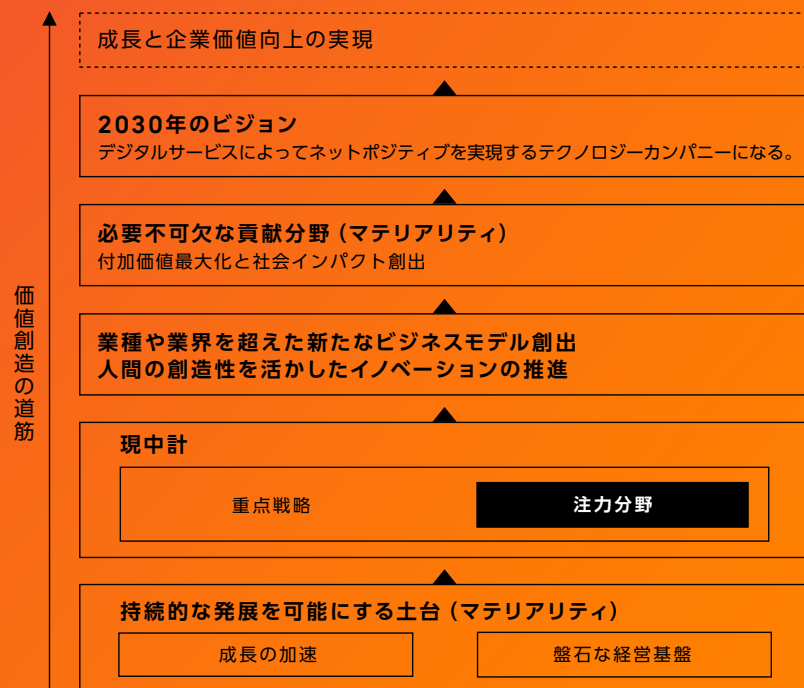 成長と企業価値向上の実現
2030年のビジョン
デジタルサービスによってネットポジティブを実現するテクノロジーカンパニーになる。
必要不可欠な貢献分野（マテリアリティ）
付加価値最大化と社会インパクト創出
価値創造の道筋
業種や業界を超えた新たなビジネスモデル創出
人間の創造性を活かしたイノベーションの推進
現中計
重点戦略
注力分野
持続的な発展を可能にする土台（マテリアリティ）
成長の加速
盤石な経営基盤